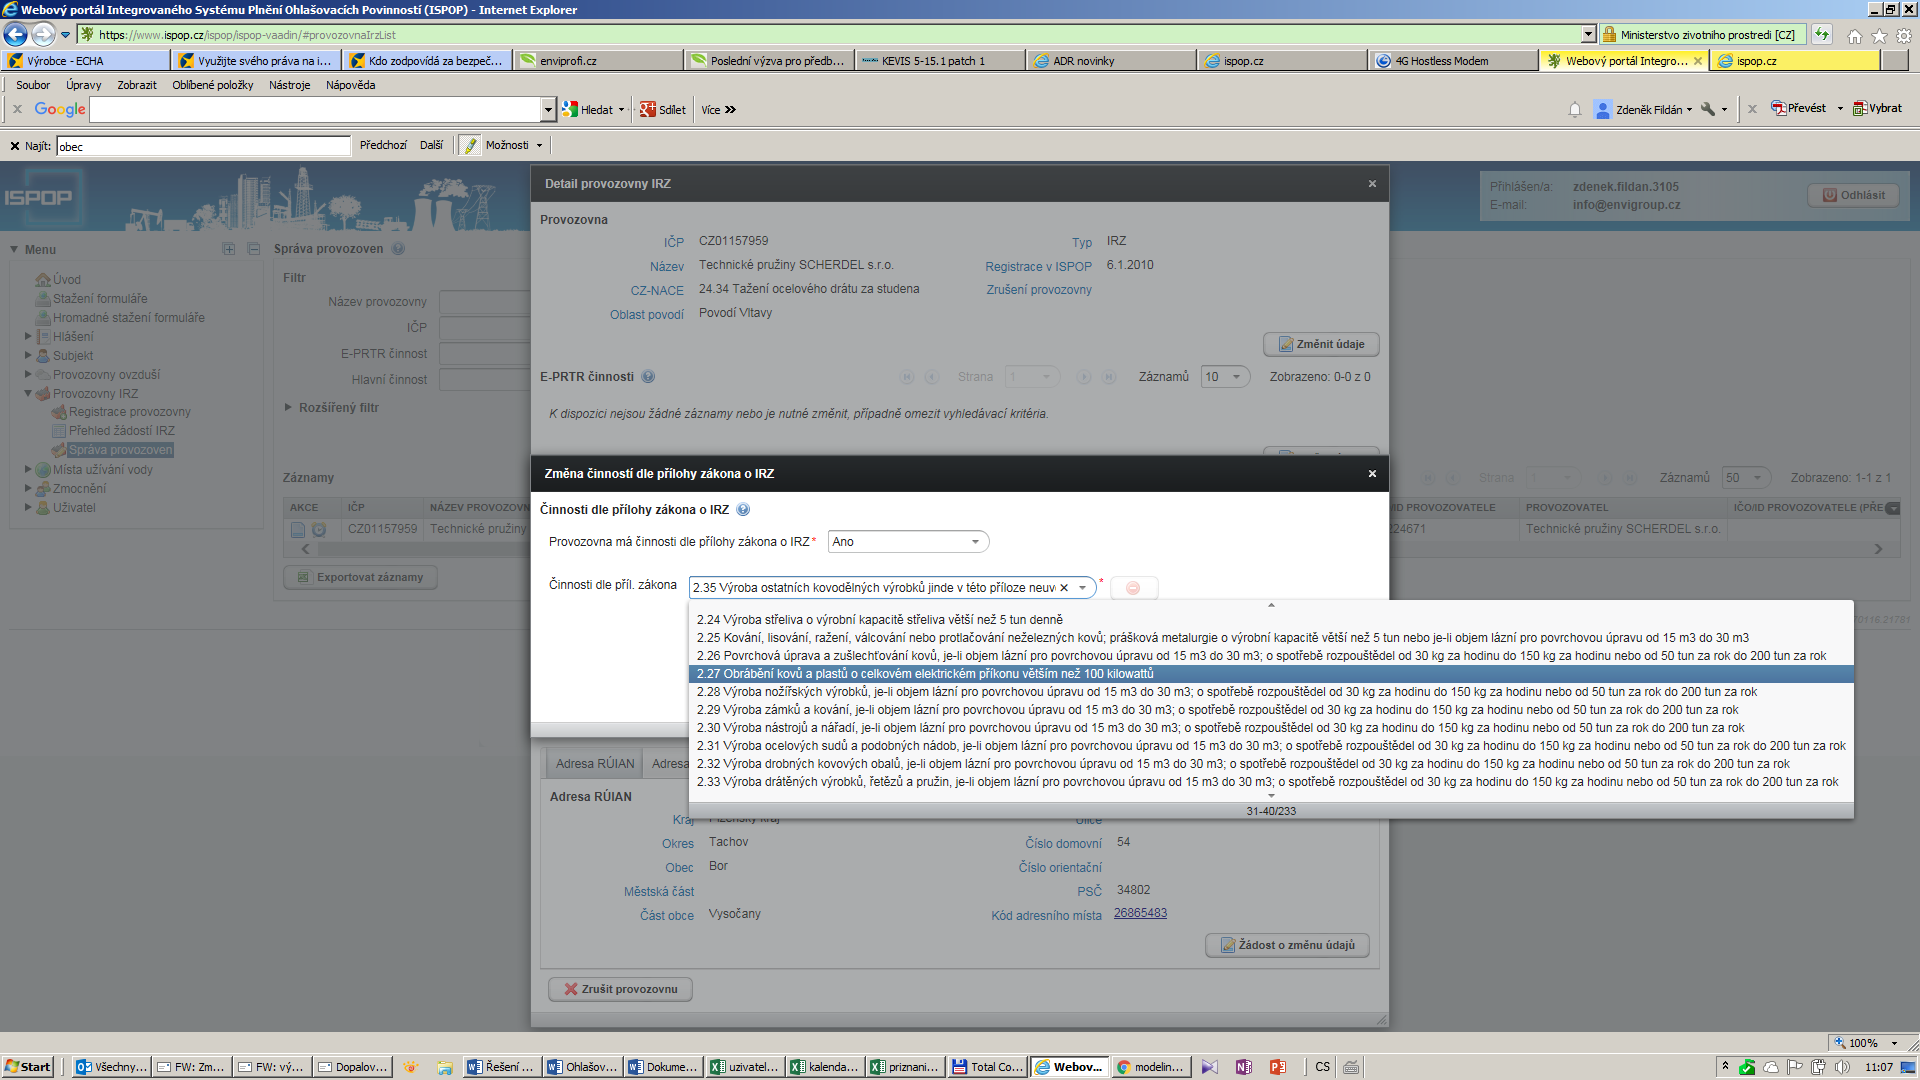 Webový portál Integrovaného Systému Plnění Ohlašovacích Povinností (ISPOP) - Internet Explorer
https://www.ispop.cz/ispop/ispop-vaadin/#provozovnaIrzList
Ministerstvo zivotniho prostredi [CZ]
Výrobce - ECHA
Využijte svého práva na i...
Kdo zodpovídá za bezpeč...
enviprofi.cz
Poslední výzva pro předb...
KEVIS 5-15.1 patch 1
ADR novinky
ispop.cz
4G Hostless Modem
Webový portál Integro...
ispop.cz
Soubor Úpravy Zobrazit Oblíbené položky Nástroje Nápověda
x Google Hledat Sdílet Více »
Zdeněk Fildán
x Převést Vybrat
x Najít: obec Předchozí Další Možnosti
ISPOP
Přihlášen/a: zdenek.fildan.3105
E-mail: info@envigroup.cz
Odhlásit
Menu
Úvod
Stažení formuláře
Hromadné stažení formuláře
Hlášení
Subjekt
Provozovny ovzduší
Provozovny IRZ
Registrace provozovny
Přehled žádostí IRZ
Správa provozoven
Místa užívání vody
Zmocnění
Uživatel
Správa provozoven
Filtr
Název provozovny
IČP
E-PRTR činnost
Hlavní činnost
Rozšířený filtr
Záznamy
Strana 1 Záznamů 50 Zobrazeno: 1-1 z 1
AKCE IČP NÁZEV PROVOZOVN
CZ01157959 Technické pružiny
/ID PROVOZOVATELE PROVOZOVATEL IČO/ID PROVOZOVATELE (PŘE
24671 Technické pružiny SCHERDEL s.r.o.
Exportovat záznamy
Detail provozovny IRZ
Provozovna
IČP CZ01157959 Typ IRZ
Název Technické pružiny SCHERDEL s.r.o. Registrace v ISPOP 6.1.2010
CZ-NACE 24.34 Tažení ocelového drátu za studena Zrušení provozovny
Oblast povodí Povodí Vltavy
Změnit údaje
E-PRTR činnosti Strana 1 Záznamů 10 Zobrazeno: 0-0 z 0
K dispozici nejsou žádné záznamy nebo je nutné změnit, případně omezit vyhledávací kritéria.
Změna činností dle přílohy zákona o IRZ
Činnosti dle přílohy zákona o IRZ
Provozovna má činnosti dle přílohy zákona o IRZ* Ano
Činnosti dle příl. zákona 2.35 Výroba ostatních kovodělných výrobků jinde v této příloze neuv *
2.24 Výroba střeliva o výrobní kapacitě střeliva větší než 5 tun denně
2.25 Kování, lisování, ražení, válcování nebo protlačování neželezných kovů; prášková metalurgie o výrobní kapacitě větší než 5 tun nebo je-li objem lázní pro povrchovou úpravu od 15 m3 do 30 m3
2.26 Povrchová úprava a zušlechťování kovů, je-li objem lázní pro povrchovou úpravu od 15 m3 do 30 m3; o spotřebě rozpouštědel od 30 kg za hodinu do 150 kg za hodinu nebo od 50 tun za rok do 200 tun za rok
2.27 Obrábění kovů a plastů o celkovém elektrickém příkonu větším než 100 kilowattů
2.28 Výroba nožířských výrobků, je-li objem lázní pro povrchovou úpravu od 15 m3 do 30 m3; o spotřebě rozpouštědel od 30 kg za hodinu do 150 kg za hodinu nebo od 50 tun za rok do 200 tun za rok
2.29 Výroba zámků a kování, je-li objem lázní pro povrchovou úpravu od 15 m3 do 30 m3; o spotřebě rozpouštědel od 30 kg za hodinu do 150 kg za hodinu nebo od 50 tun za rok do 200 tun za rok
2.30 Výroba nástrojů a nářadí, je-li objem lázní pro povrchovou úpravu od 15 m3 do 30 m3; o spotřebě rozpouštědel od 30 kg za hodinu do 150 kg za hodinu nebo od 50 tun za rok do 200 tun za rok
2.31 Výroba ocelových sudů a podobných nádob, je-li objem lázní pro povrchovou úpravu od 15 m3 do 30 m3; o spotřebě rozpouštědel od 30 kg za hodinu do 150 kg za hodinu nebo od 50 tun za rok do 200 tun za rok
2.32 Výroba drobných kovových obalů, je-li objem lázní pro povrchovou úpravu od 15 m3 do 30 m3; o spotřebě rozpouštědel od 30 kg za hodinu do 150 kg za hodinu nebo od 50 tun za rok do 200 tun za rok
2.33 Výroba drátěných výrobků, řetězů a pružin, je-li objem lázní pro povrchovou úpravu od 15 m3 do 30 m3; o spotřebě rozpouštědel od 30 kg za hodinu do 150 kg za hodinu nebo od 50 tun za rok do 200 tun za rok
31-40/233
Adresa RÚIAN Adresa
Adresa RÚIAN
Kraj Plzeňský kraj Ulice
Okres Tachov Číslo domovní 54
Obec Bor Číslo orientační
Městská část PSČ 34802
Část obce Vysočany Kód adresního místa 26865483
Žádost o změnu údajů
Zrušit provozovnu
100%
Start Všechny... FW: Zm... FW: vý... Dopalov... Řešení ... Ohlašov... Dokume... uzivatel... kalenda... priznani... Total Co... Webov... modelin... CS 11:07